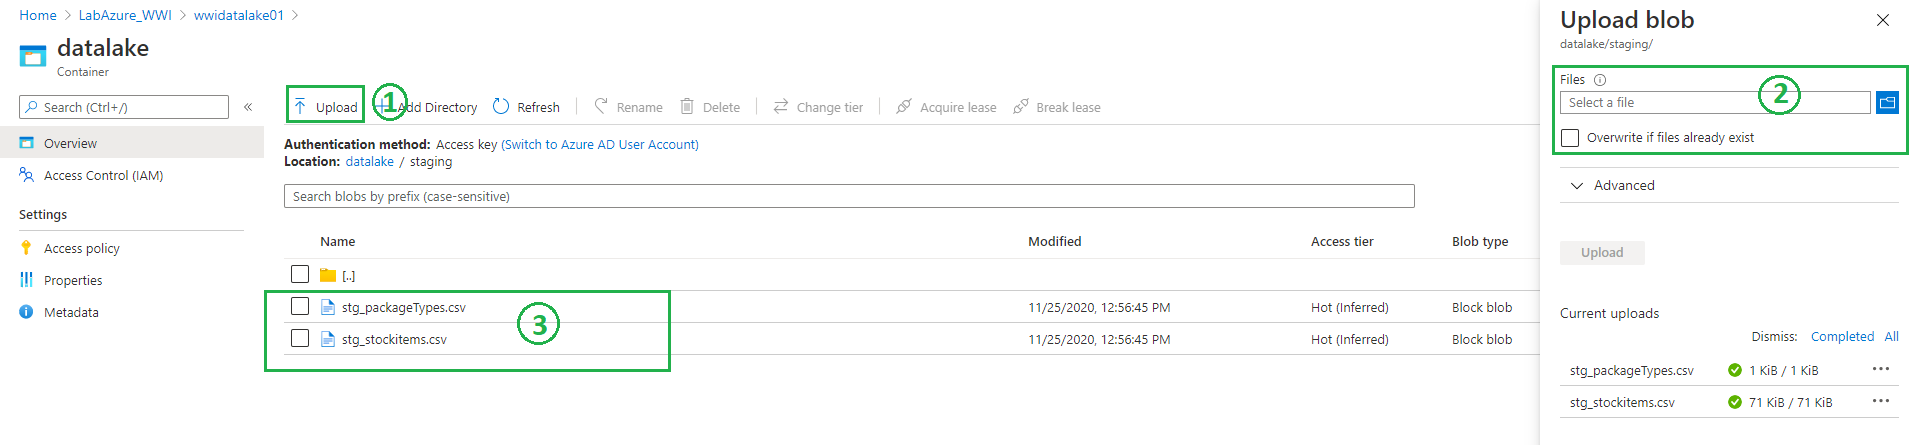 Home > LabAzure_WWI > wwidatalake01 >
datalake
Container
Search (Ctrl+/)
«
Overview
Access Control (IAM)
Settings
Access policy
Properties
Metadata
Upload 1 Add Directory Refresh Rename Delete Change tier Acquire lease Break lease
Authentication method: Access key (Switch to Azure AD User Account)
Location: datalake / staging
Search blobs by prefix (case-sensitive)
Name Modified Access tier Blob type
[..]
stg_packageTypes.csv 11/25/2020, 12:56:45 PM Hot (Inferred) Block blob
3
stg_stockitems.csv 11/25/2020, 12:56:45 PM Hot (Inferred) Block blob
Upload blob
datalake/staging/
Files
2
Select a file
Overwrite if files already exist
Advanced
Upload
Current uploads
Dismiss: Completed All
stg_packageTypes.csv 1 KiB / 1 KiB ...
stg_stockitems.csv 71 KiB / 71 KiB ...